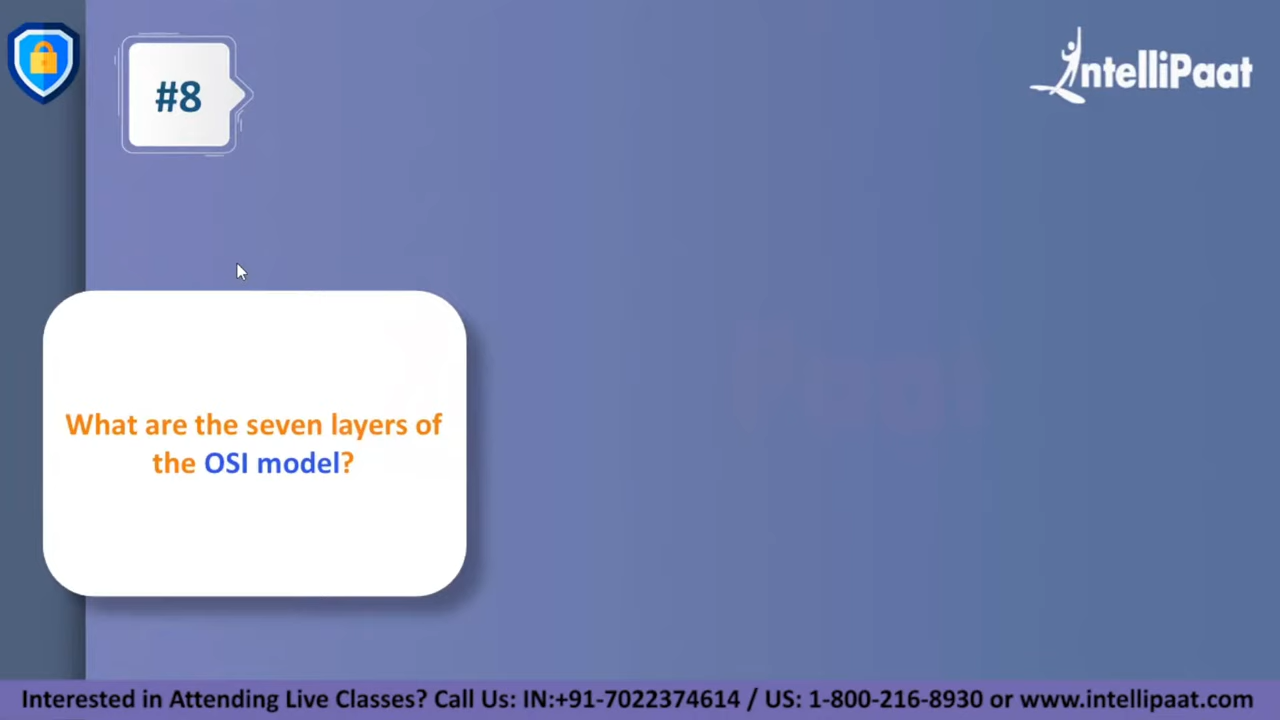 #8
IntelliPaat
What are the seven layers of
the OSI model?
Paat
Interested in Attending Live Classes? Call Us: IN:+91-7022374614 / US: 1-800-216-8930 or www.intellipaat.com